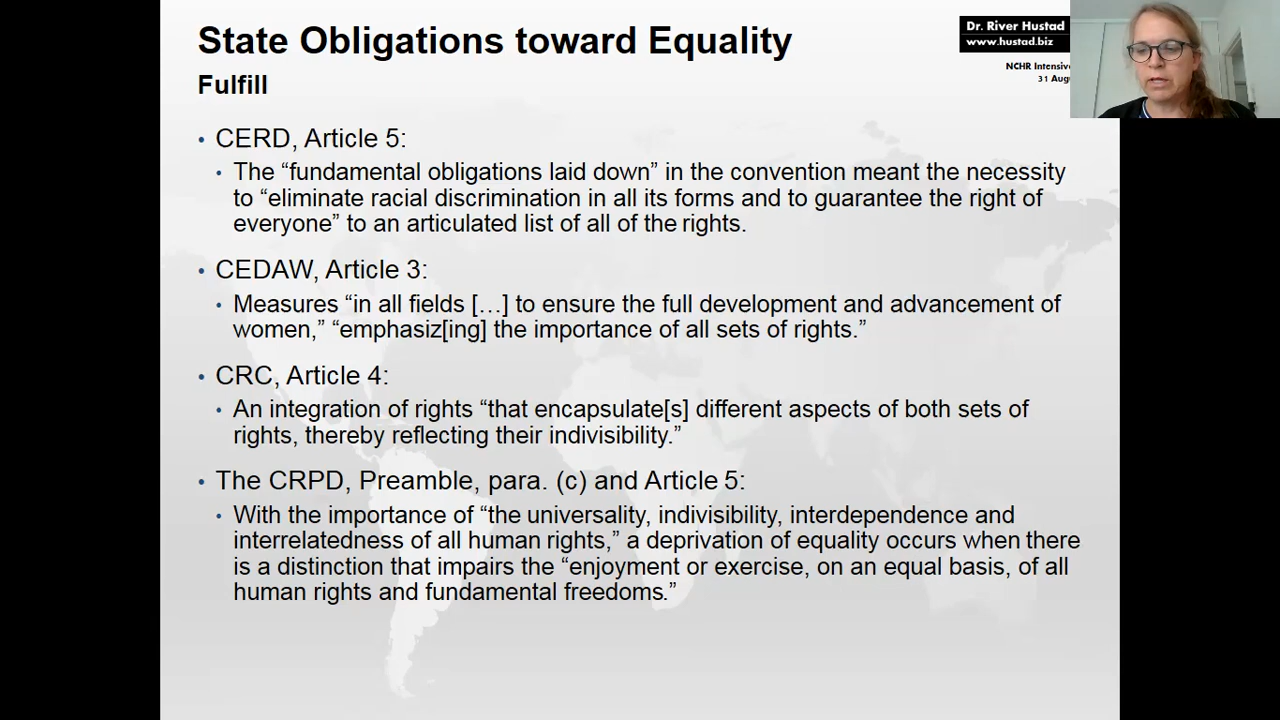 State Obligations toward Equality
Fulfill
Dr. River Hustad
www.hustad.biz
NCHR Intensive
31
• CERD, Article 5:
• The “fundamental obligations laid down” in the convention meant the necessity
to “eliminate racial discrimination in all its forms and to guarantee the right of
everyone” to an articulated list of all of the rights.
• CEDAW, Article 3:
• Measures “in all fields […] to ensure the full development and advancement of
women,” “emphasiz[ing] the importance of all sets of rights.”
• CRC, Article 4:
• An integration of rights “that encapsulate[s] different aspects of both sets of
rights, thereby reflecting their indivisibility.”
• The CRPD, Preamble, para. (c) and Article 5:
• With the importance of “the universality, indivisibility, interdependence and
interrelatedness of all human rights,” a deprivation of equality occurs when there
is a distinction that impairs the “enjoyment or exercise, on an equal basis, of all
human rights and fundamental freedoms.”